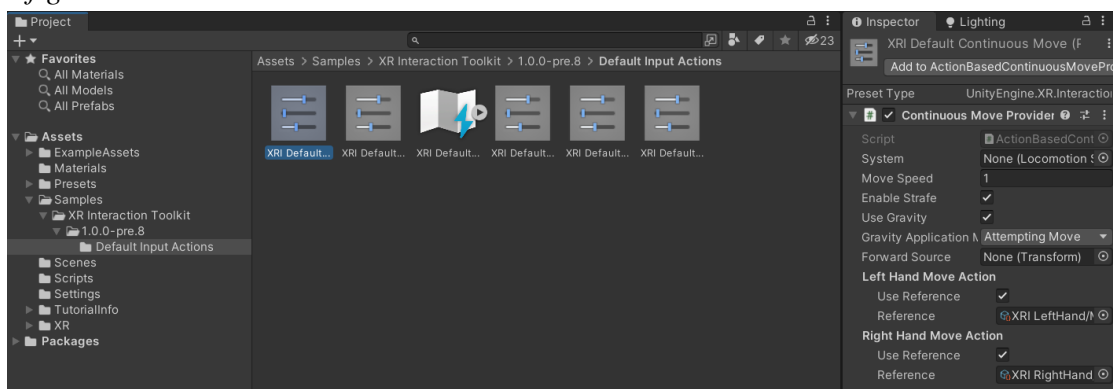 Project
23
Favorites
All Materials
All Models
All Prefabs
Assets
ExampleAssets
Materials
Presets
Samples
XR Interaction Toolkit
1.0.0-pre.8
Default Input Actions
Scenes
Scripts
Settings
TutorialInfo
XR
Packages
Assets > Samples > XR Interaction Toolkit > 1.0.0-pre.8 > Default Input Actions
XRI Default... XRI Default... XRI Default... XRI Default... XRI Default... XRI Default...
Inspector Lighting
XRI Default Continuous Move (F
Add to ActionBasedContinuousMovePro
Preset Type UnityEngine.XR.Interaction
Continuous Move Provider
Script ActionBasedCont
System None (Locomotion S
Move Speed 1
Enable Strafe
Use Gravity
Gravity Application M Attempting Move
Forward Source None (Transform)
Left Hand Move Action
Use Reference
Reference XRI LeftHand/M
Right Hand Move Action
Use Reference
Reference XRI RightHand